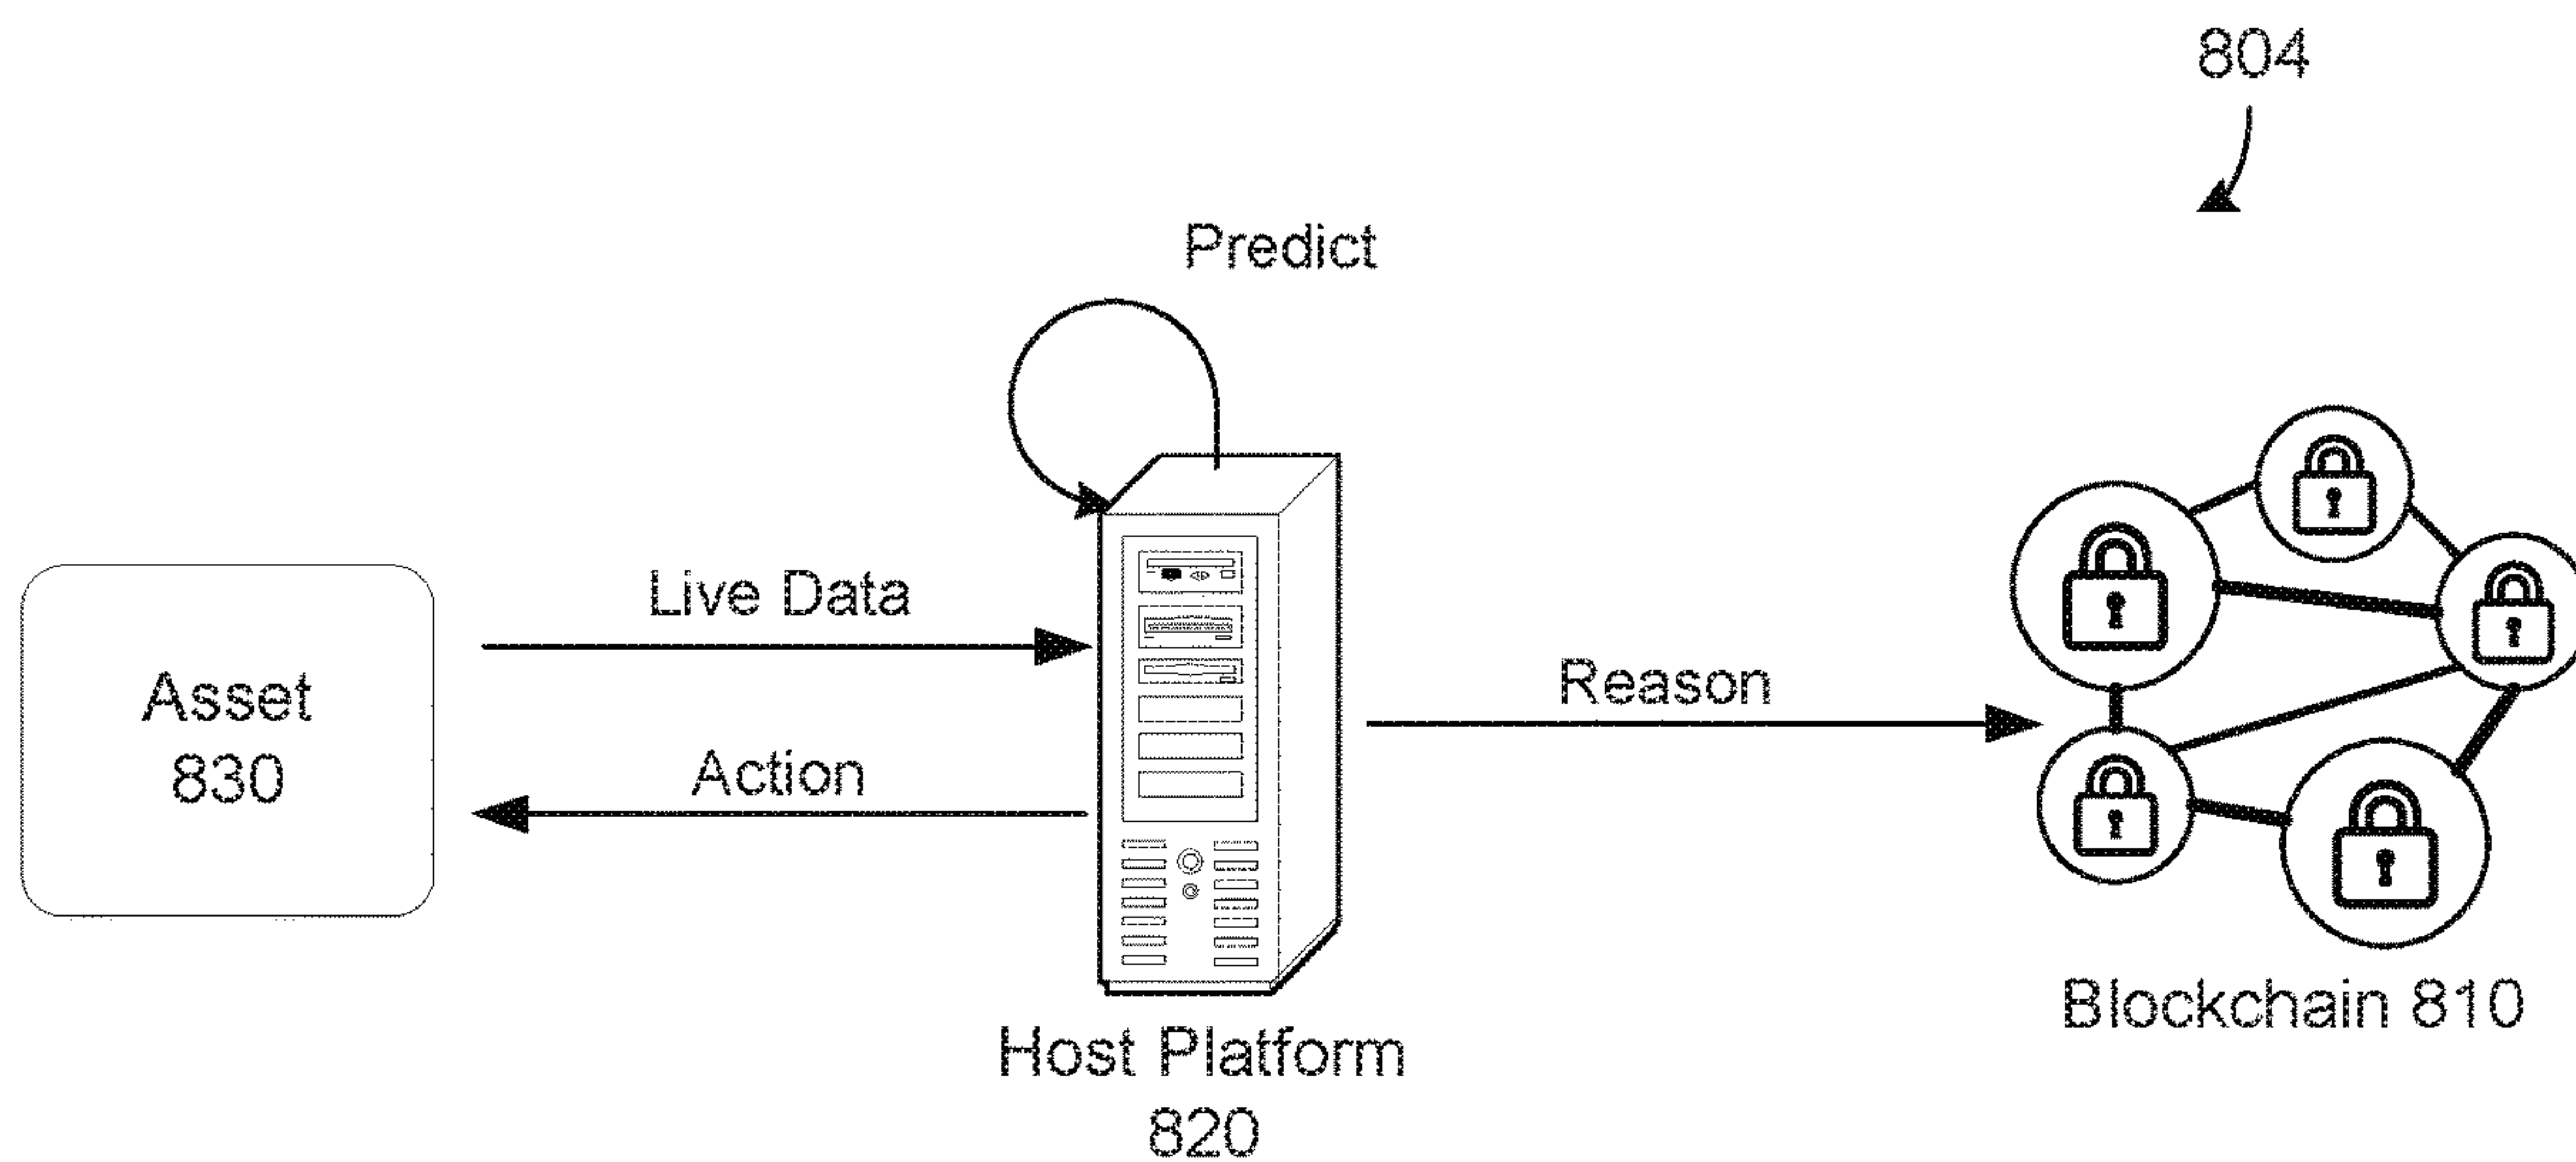 804
Predict
Live Data
Asset
830
Action
Reason
Host Platform
820
Blockchain 810